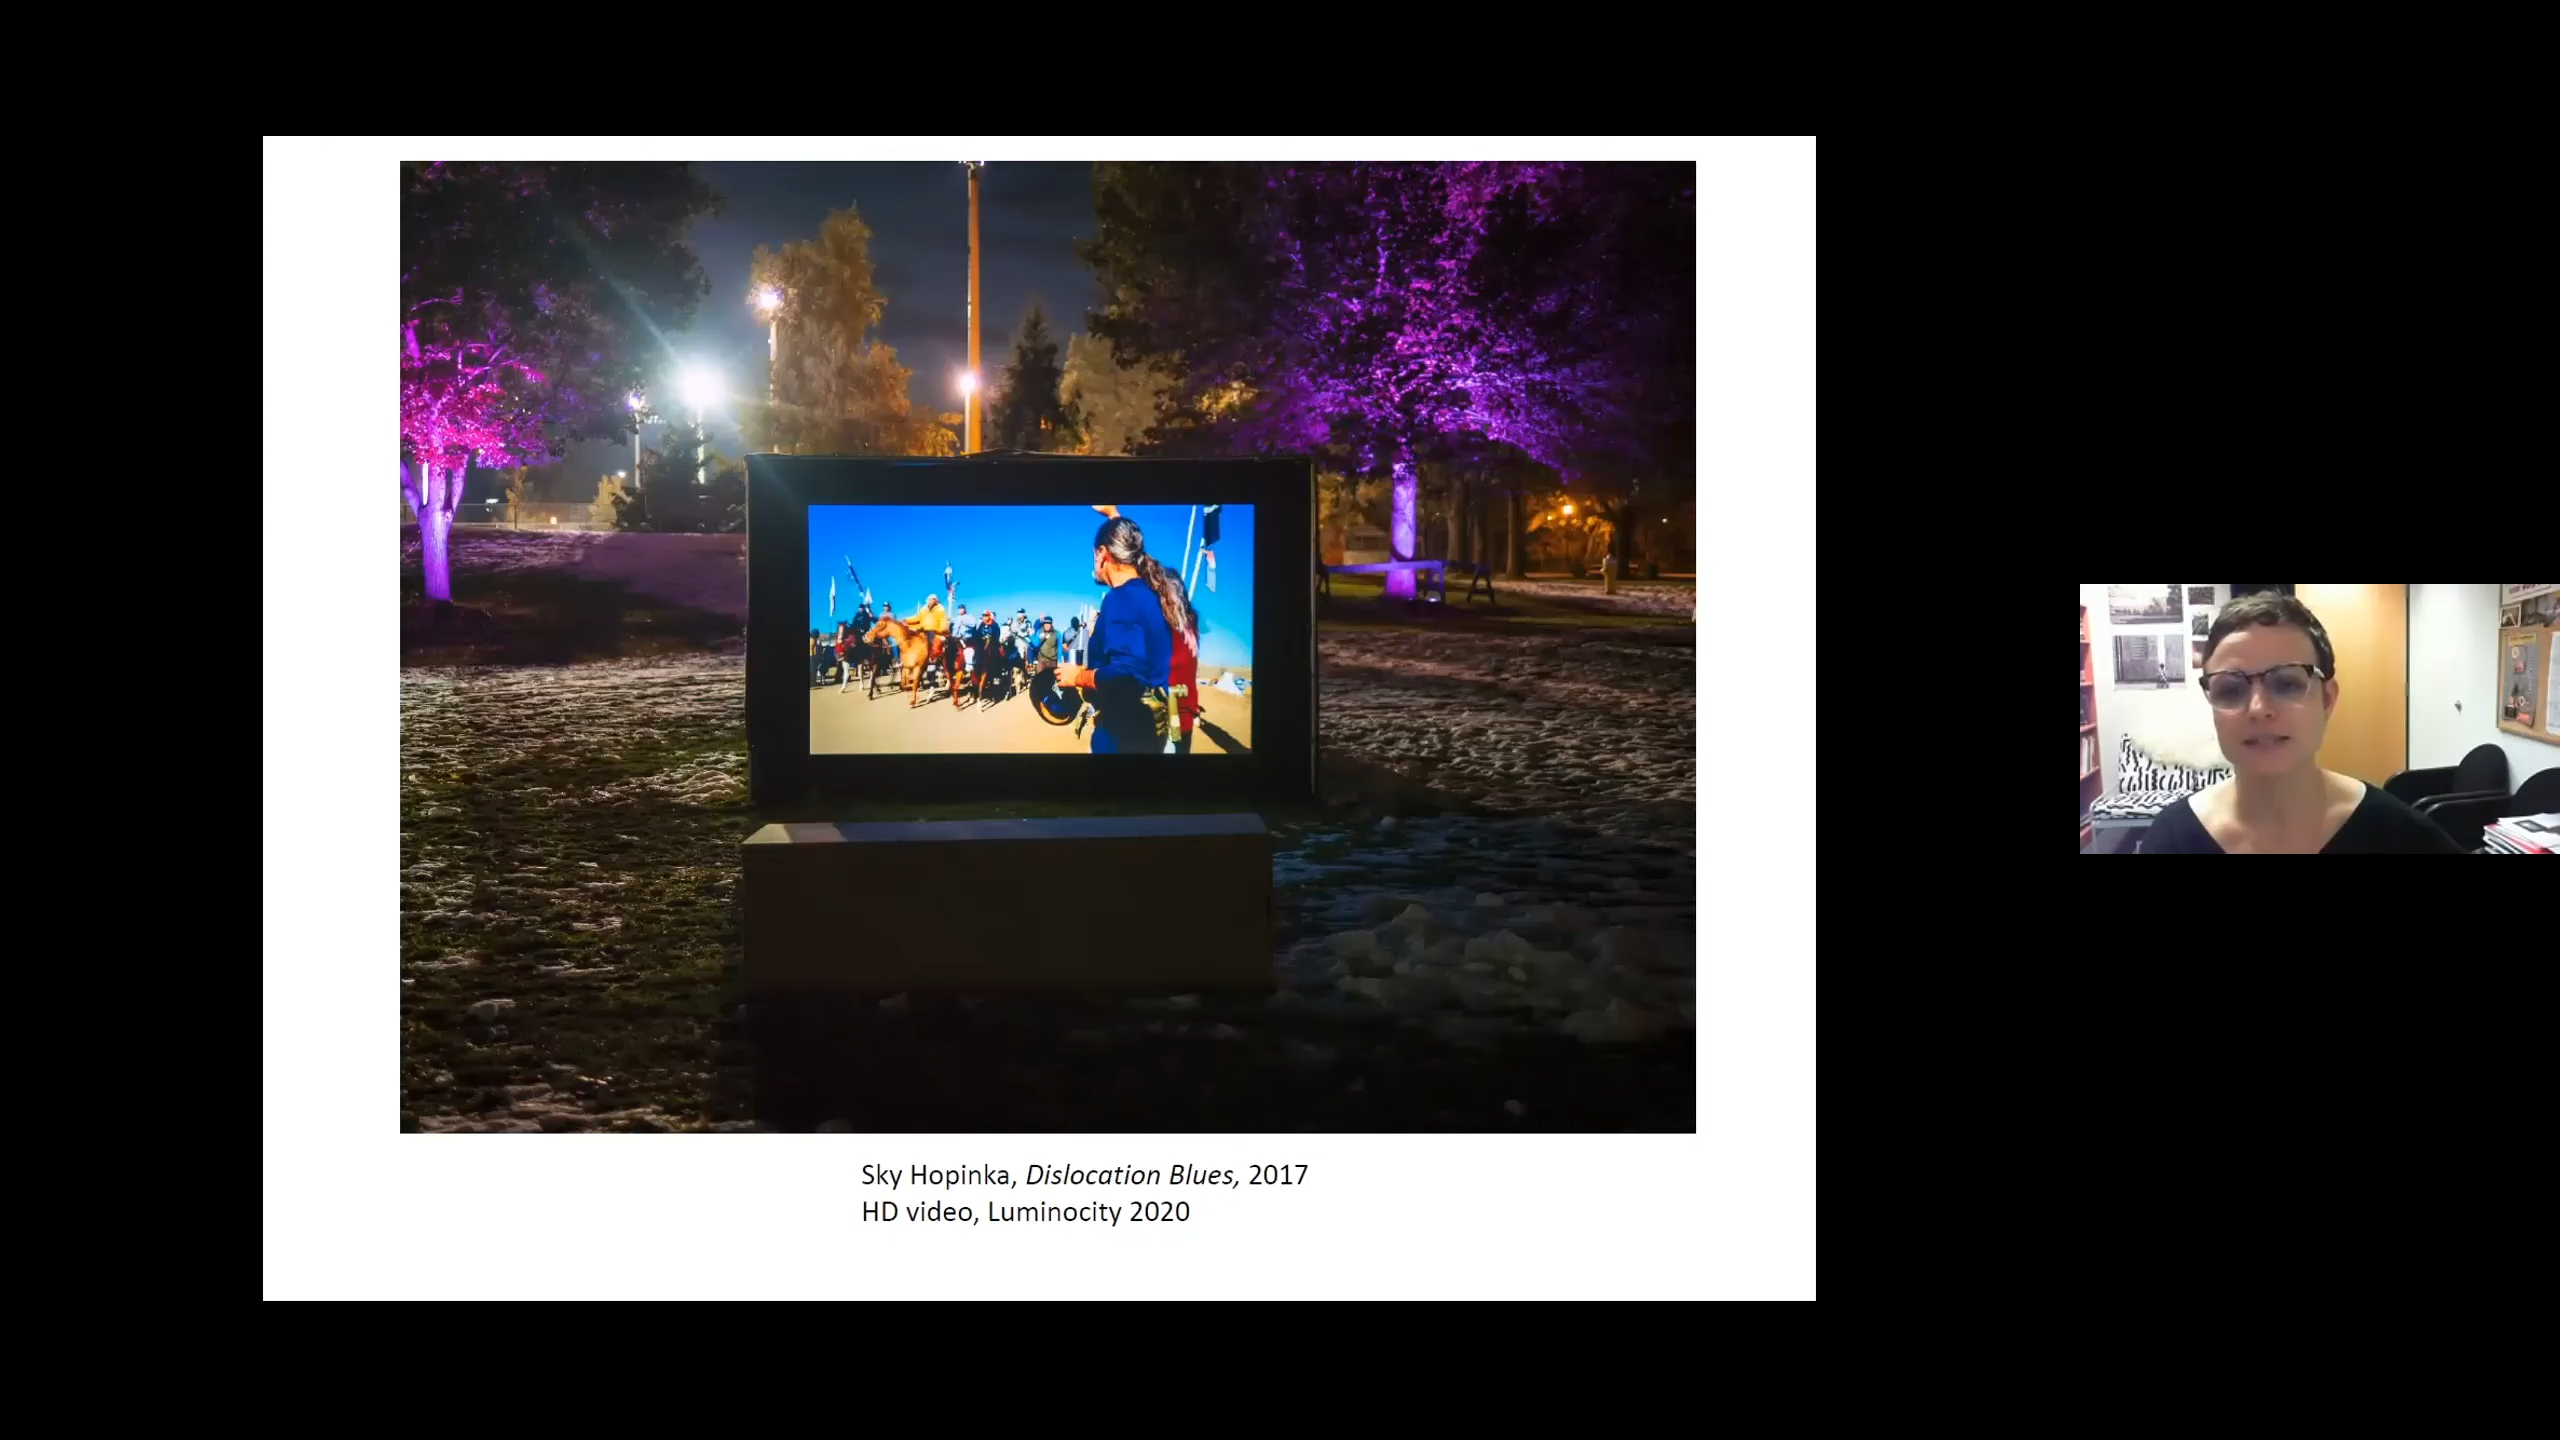 Sky Hopinka, Dislocation Blues, 2017
HD video, Luminocity 2020